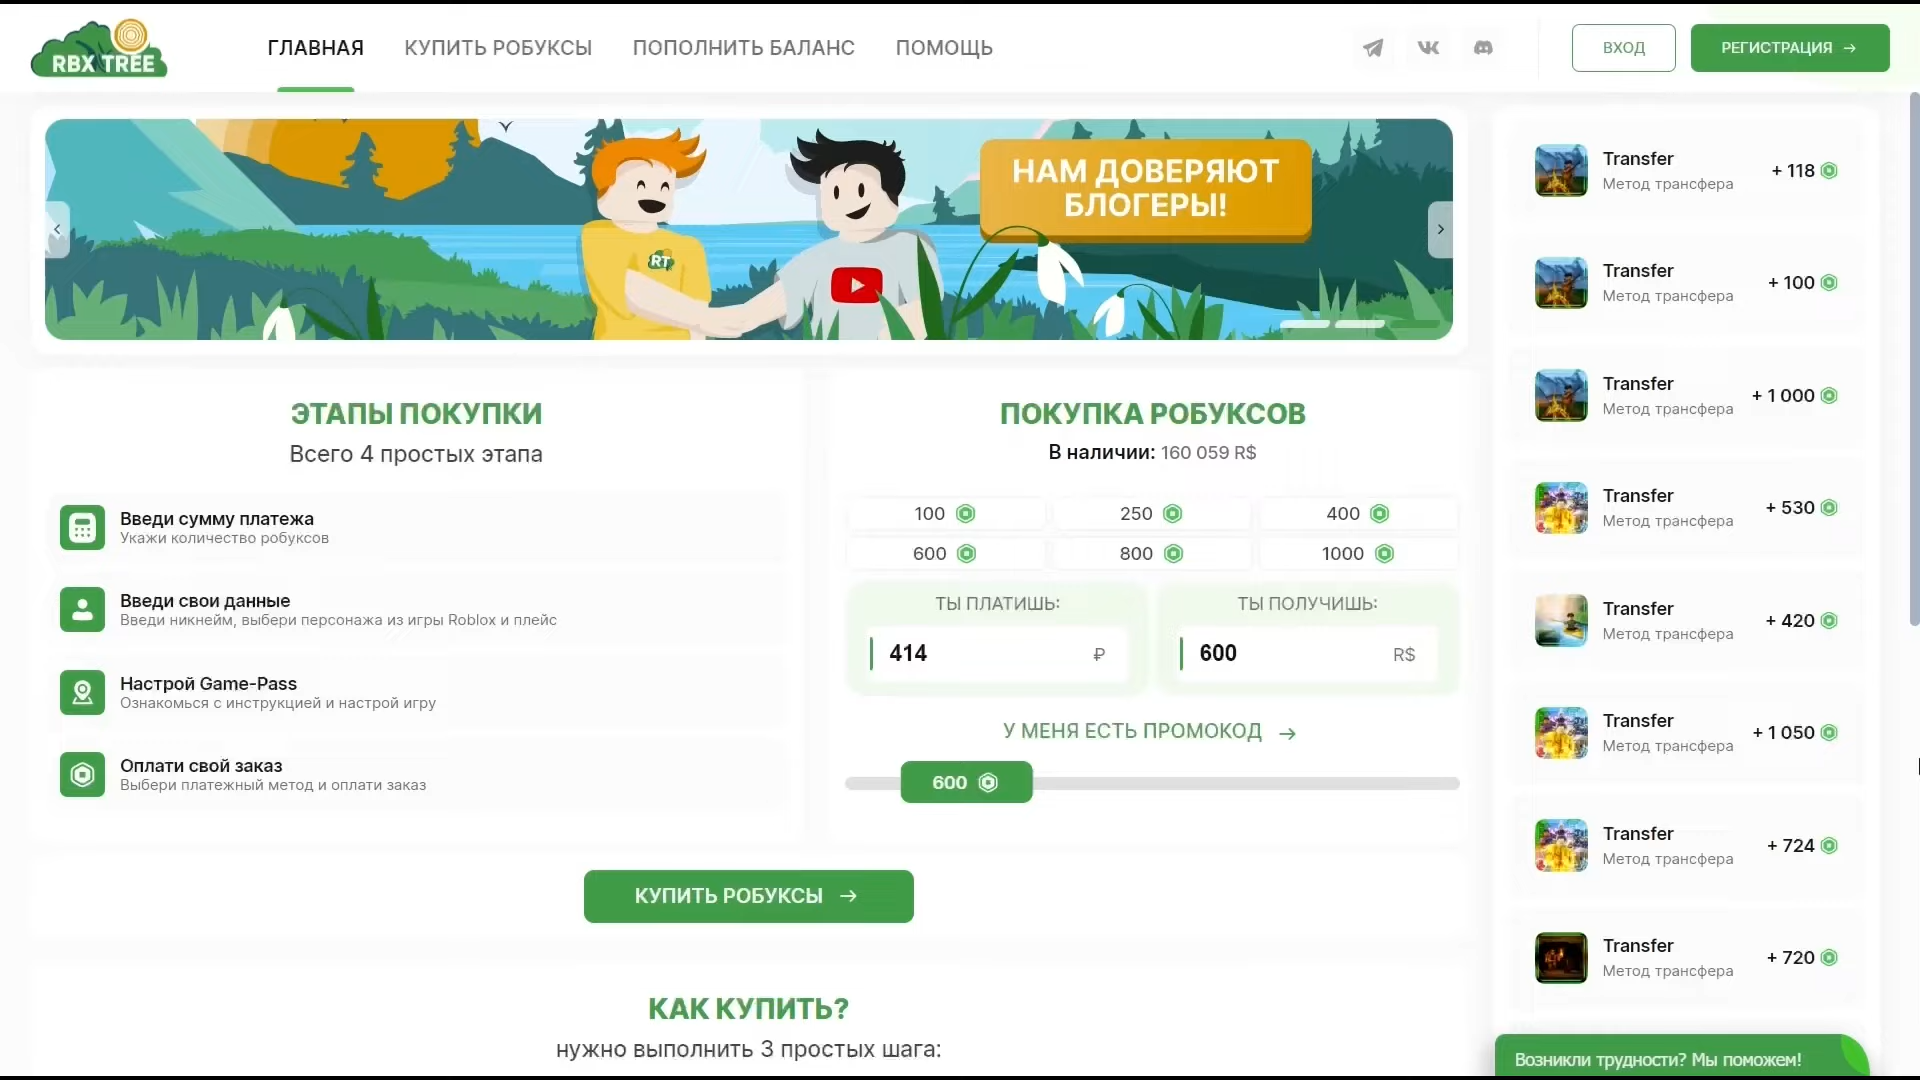 RBX TREE
ГЛАВНАЯ
КУПИТЬ РОБУКСЫ
ПОПОЛНИТЬ БАЛАНС
ПОМОЩЬ
ВХОД
РЕГИСТРАЦИЯ →
НАМ ДОВЕРЯЮТ
БЛОГЕРЫ!
RT
ЭТАПЫ ПОКУПКИ
Всего 4 простых этапа
Введи сумму платежа
Укажи количество робуксов
Введи свои данные
Введи никнейм, выбери персонажа из игры Roblox и плейс
Настрой Game-Pass
Ознакомься с инструкцией и настрой игру
Оплати свой заказ
Выбери платежный метод и оплати заказ
ПОКУПКА РОБУКСОВ
В наличии: 160 059 R$
100
250
400
600
800
1000
ТЫ ПЛАТИШЬ:
414 ₽
ТЫ ПОЛУЧИШЬ:
600 R$
У МЕНЯ ЕСТЬ ПРОМОКОД →
600
КУПИТЬ РОБУКСЫ →
КАК КУПИТЬ?
нужно выполнить 3 простых шага:
Transfer
Метод трансфера
+ 118
Transfer
Метод трансфера
+ 100
Transfer
Метод трансфера
+ 1 000
Transfer
Метод трансфера
+ 530
Transfer
Метод трансфера
+ 420
Transfer
Метод трансфера
+ 1 050
Transfer
Метод трансфера
+ 724
Transfer
Метод трансфера
+ 720
Возникли трудности? Мы поможем!